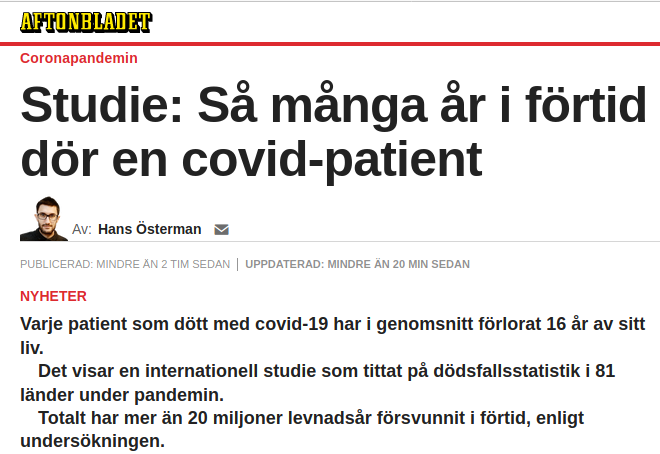 AFTONBLADET
Coronapandemin
Studie: Så många år i förtid
dör en covid-patient
Av: Hans Österman
PUBLICERAD: MINDRE ÄN 2 TIM SEDAN | UPPDATERAD: MINDRE ÄN 20 MIN SEDAN
NYHETER
Varje patient som dött med covid-19 har i genomsnitt förlorat 16 år av sitt
liv.
Det visar en internationell studie som tittat på dödsfallsstatistik i 81
länder under pandemin.
Totalt har mer än 20 miljoner levnadsår försvunnit i förtid, enligt
undersökningen.